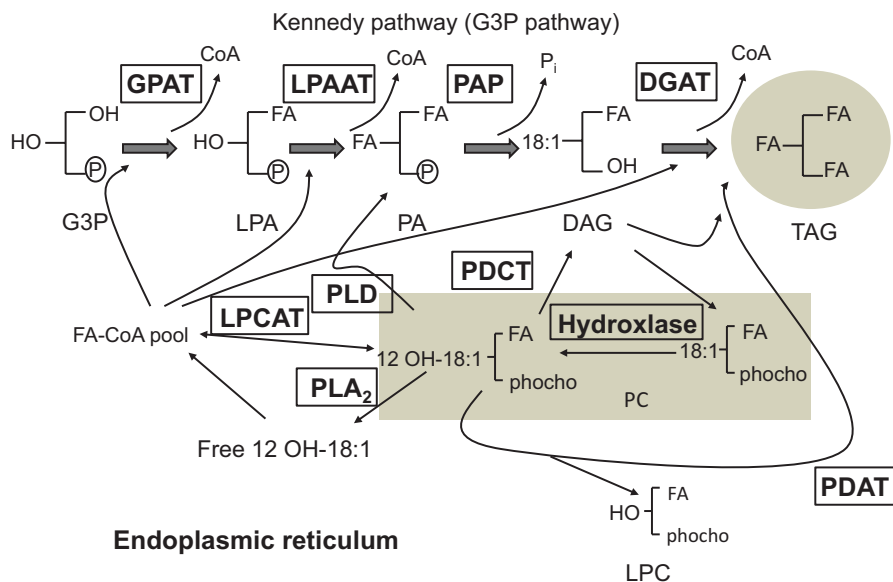 Kennedy pathway (G3P pathway)
CoA
CoA
P i
CoA
GPAT
LPAAT
PAP
DGAT
OH
HO
P
FA
HO
P
FA
FA
P
FA
18:1
OH
FA
FA
FA
G3P
LPA
PA
DAG
TAG
PLD
PDCT
LPCAT
Hydroxlase
FA-CoA pool
FA
12 OH-18:1
phocho
FA
18:1
phocho
PLA2
PC
Free 12 OH-18:1
PDAT
FA
HO
phocho
LPC
Endoplasmic reticulum